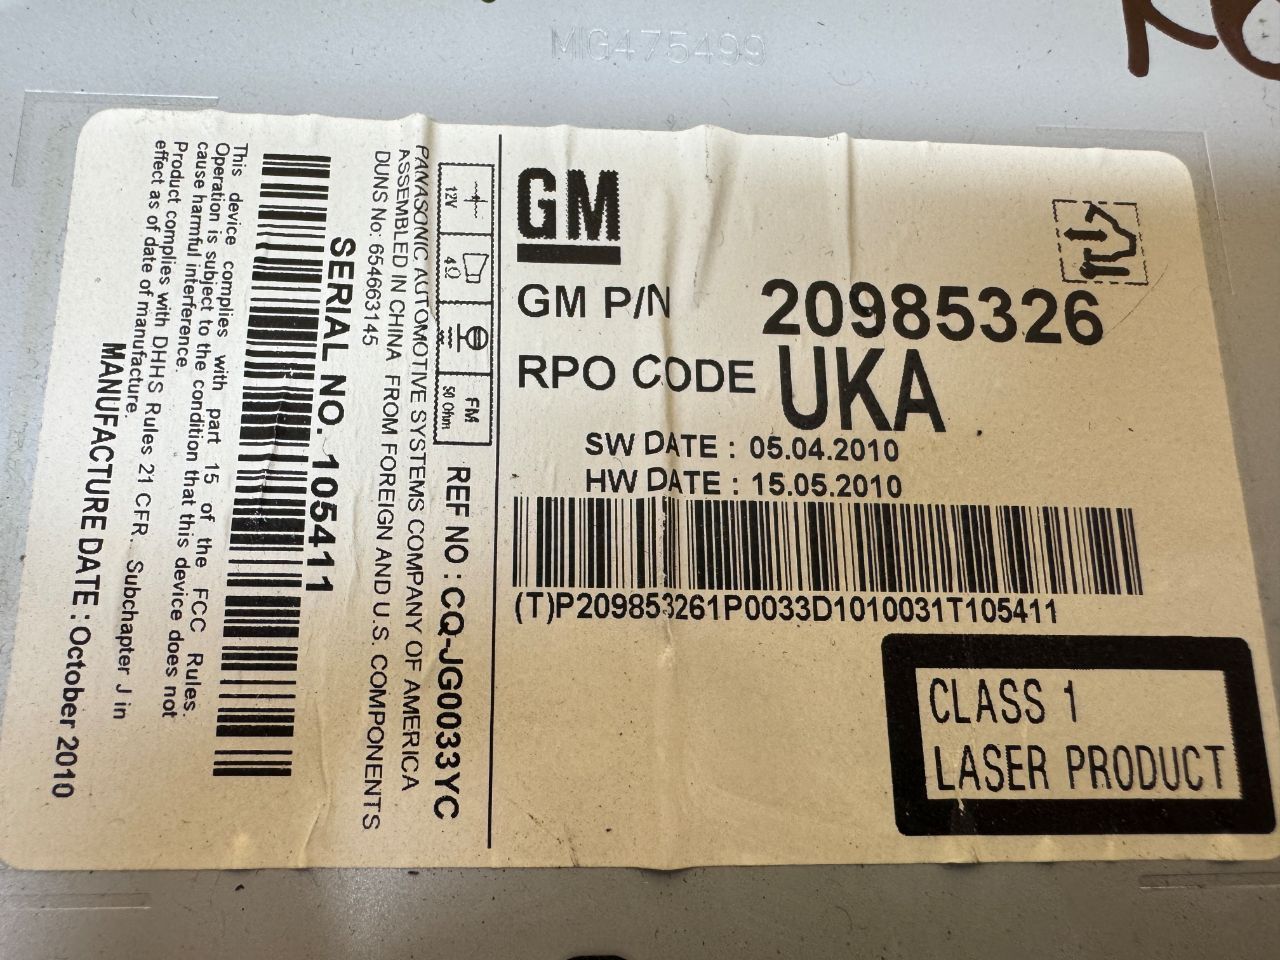 MIG475499
GM
GM P/N 20985326
RPO CODE UKA
SW DATE : 05.04.2010
HW DATE : 15.05.2010
(T)P209853261P0033D1010031T105411
CLASS 1
LASER PRODUCT
12V
4Ω
FM
50 Ohm
REF NO : CQ-JG0033YC
PANASONIC AUTOMOTIVE SYSTEMS COMPANY OF AMERICA
ASSEMBLED IN CHINA FROM FOREIGN AND U.S. COMPONENTS
DUNS No: 654663145
SERIAL NO. 105411
This device complies with part 15 of the FCC Rules.
Operation is subject to the condition that this device does not
cause harmful interference.
Product complies with DHHS Rules 21 CFR. Subchapter J in
effect as of date of manufacture.
MANUFACTURE DATE : October 2010